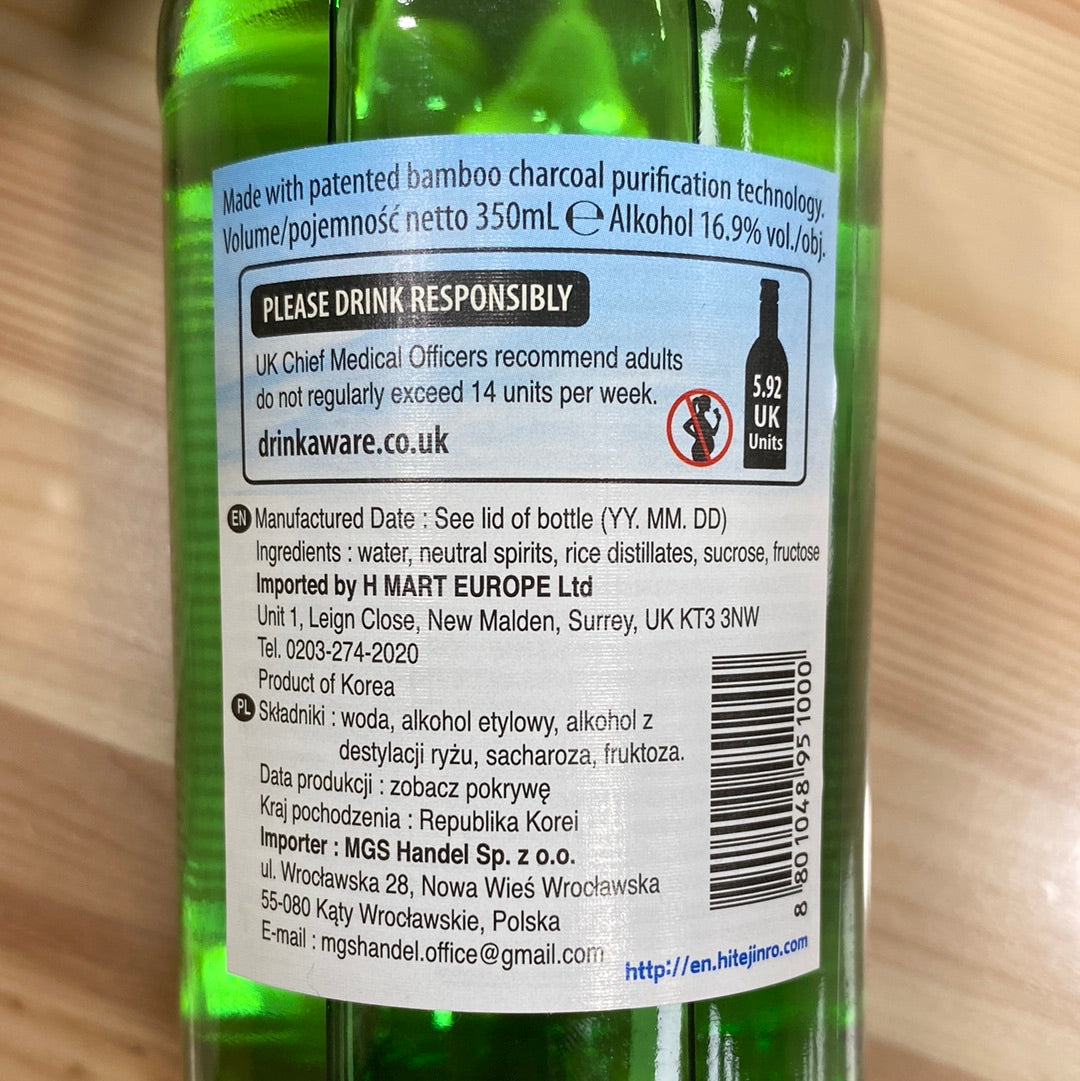 Made with patented bamboo charcoal purification technology.
Volume/pojemność netto 350mL ℮ Alkohol 16.9% vol./obj.
PLEASE DRINK RESPONSIBLY
UK Chief Medical Officers recommend adults
do not regularly exceed 14 units per week.
drinkaware.co.uk
5.92
UK
Units
EN Manufactured Date : See lid of bottle (YY. MM. DD)
Ingredients : water, neutral spirits, rice distillates, sucrose, fructose
Imported by H MART EUROPE Ltd
Unit 1, Leign Close, New Malden, Surrey, UK KT3 3NW
Tel. 0203-274-2020
Product of Korea
PL Składniki : woda, alkohol etylowy, alkohol z
destylacji ryżu, sacharoza, fruktoza.
Data produkcji : zobacz pokrywę
Kraj pochodzenia : Republika Korei
Importer : MGS Handel Sp. z o.o.
ul. Wrocławska 28, Nowa Wieś Wrocławska
55-080 Kąty Wrocławskie, Polska
E-mail : mgshandel.office@gmail.com
http://en.hitejinro.com
8 801048 951000